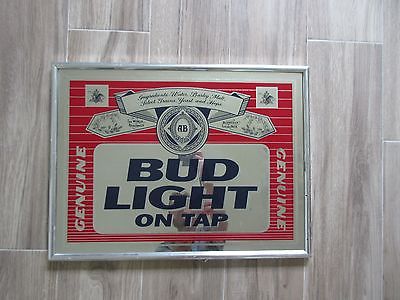 Ingredients: Water, Barley Malt,
Select Grains, Yeast and Hops
AB
GENUINE
GENUINE
BUD
LIGHT
ON TAP